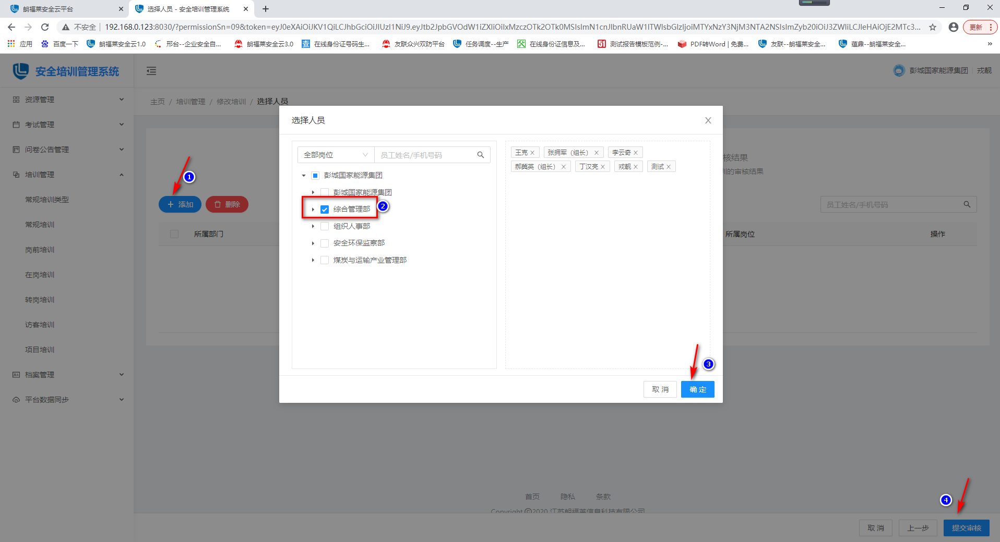 朗福莱安全云平台
选择人员 - 安全培训管理系统
不安全
192.168.0.123:8030/?permissionSn=09&token=eyJ0eXAiOiJKV1QiLCJhbGciOiJIUzI1NiJ9.eyJtb2JpbGVOdW1iZXIiOiIxMzczOTk2OTk0MSIsImN1cnJlbnRUaW1lTWlsbGlzIjoiMTYxNzY3NjM3NTA2NSIsImZyb20iOiJ3ZWIiLCJleHAiOjE2MTc3...
更新
应用
百度一下
朗福莱安全云1.0
邢台--企业安全自...
朗福莱安全云3.0
查
在线身份证号码生...
友联众兴双防平台
任务调度--生产
在线身份证信息及...
51
测试报告模板范例-...
PDF转Word | 免费...
友联--朗福莱安全...
蕴鼎--朗福莱安全...
安全培训管理系统
彭城国家能源集团
戎靓
资源管理
考试管理
问卷公告管理
培训管理
常规培训类型
常规培训
岗前培训
在岗培训
转岗培训
访客培训
项目培训
档案管理
平台数据同步
主页 / 培训管理 / 修改培训 / 选择人员
1
添加
删除
所属部门
选择人员
全部岗位
员工姓名/手机号码
彭城国家能源集团
彭城国家能源集团
综合管理部
2
组织人事部
安全环保监察部
煤炭与运输产业管理部
王克
张拥军（组长）
李云奇
郝冀英（组长）
丁汉亮
戎靓
测试
3
取 消
确 定
核结果
训的审核结果
员工姓名/手机号码
所属岗位
操作
首页
隐私
条款
Copyright ©2020 江苏朗福莱信息科技有限公司
4
取 消
上一步
提交审核